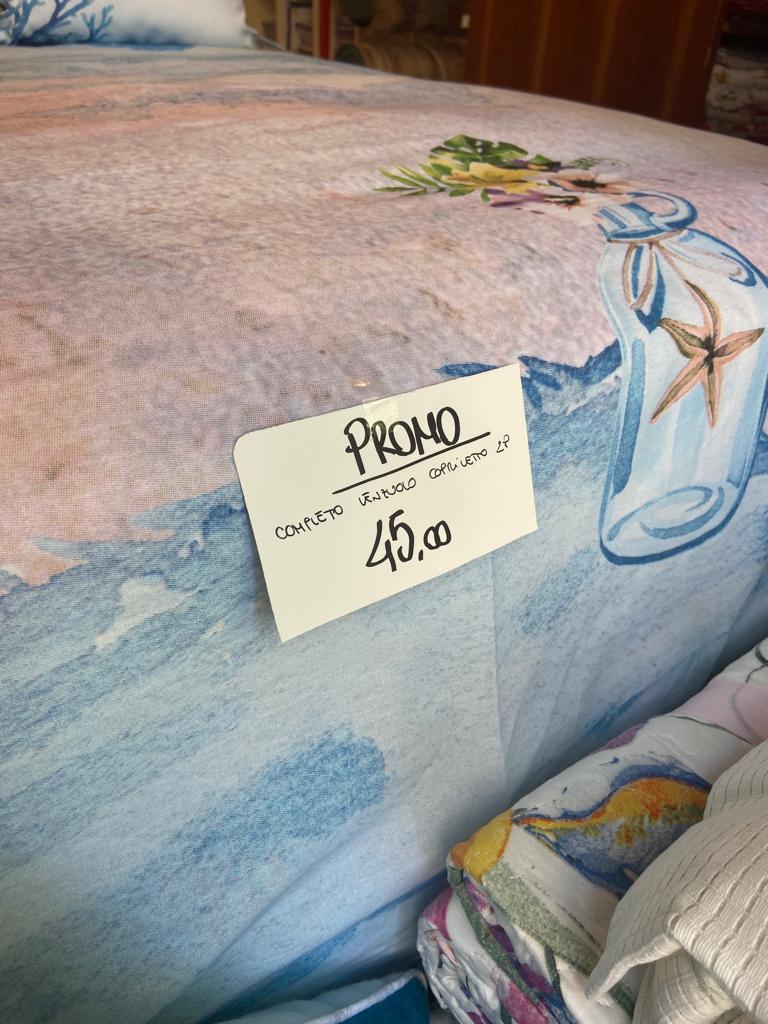 PROMO
COMPLETO LENZUOLO COPRILETTO 2P
45,00